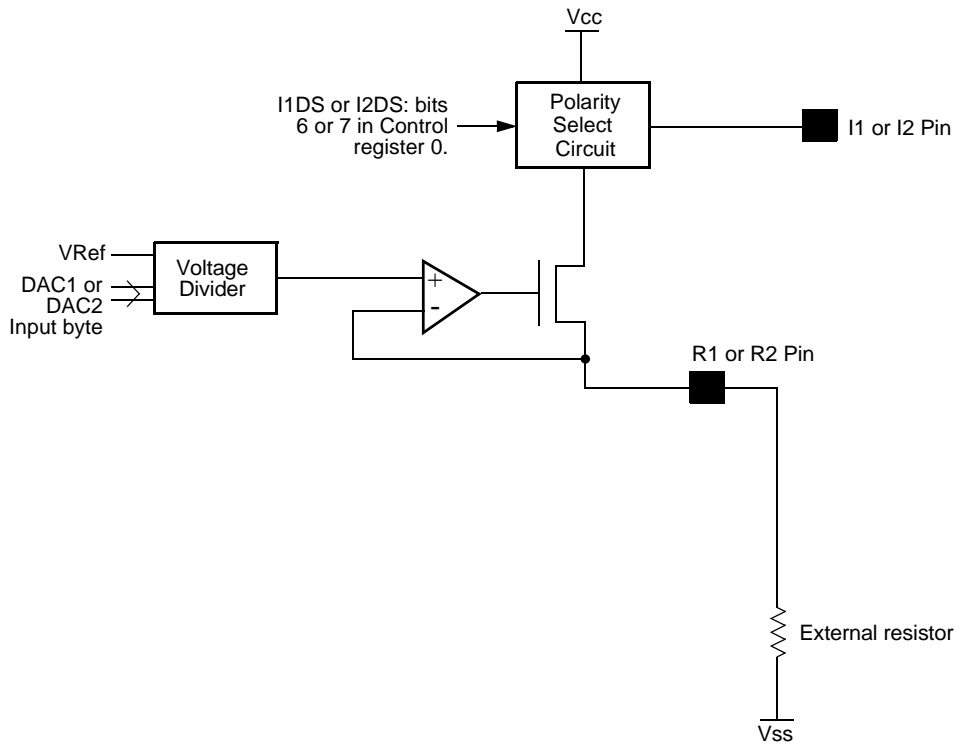 Vcc
I1DS or I2DS: bits
6 or 7 in Control
register 0.
Polarity
Select
Circuit
I1 or I2 Pin
VRef
DAC1 or
DAC2
Input byte
Voltage
Divider
+
-
R1 or R2 Pin
External resistor
Vss